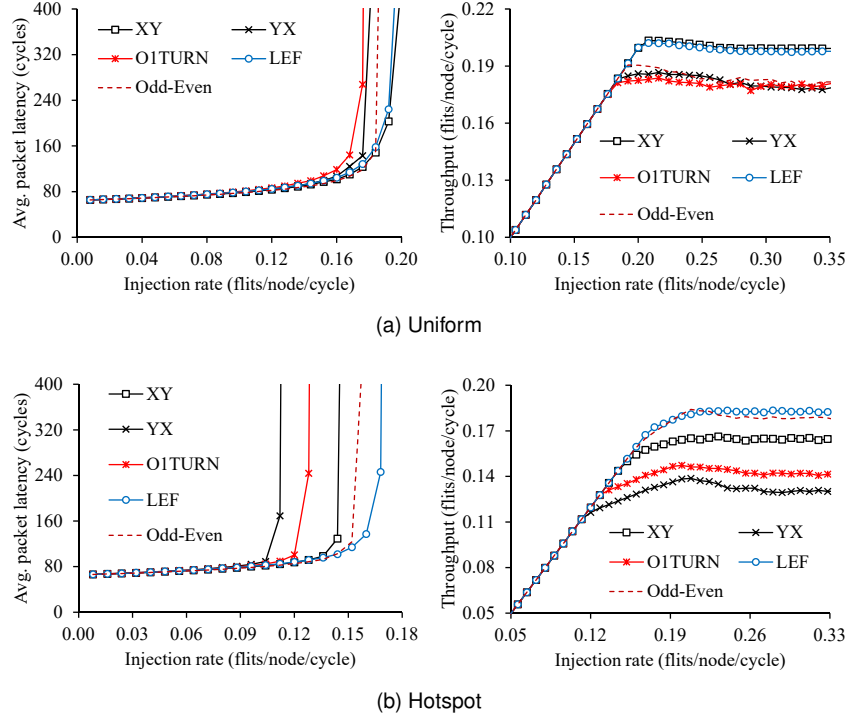 400
320
240
160
80
0
Avg. packet latency (cycles)
XY
YX
O1TURN
LEF
Odd-Even
0.00 0.04 0.08 0.12 0.16 0.20
Injection rate (flits/node/cycle)
0.21
0.19
0.17
0.14
0.12
0.10
Throughput (flits/node/cycle)
XY
YX
O1TURN
LEF
Odd-Even
0.10 0.15 0.20 0.25 0.30 0.35
Injection rate (flits/node/cycle)
(a) Uniform
400
320
240
160
80
0
Avg. packet latency (cycles)
XY
YX
O1TURN
LEF
Odd-Even
0.00 0.03 0.06 0.09 0.12 0.15 0.18
Injection rate (flits/node/cycle)
0.20
0.17
0.14
0.11
0.08
0.05
Throughput (flits/node/cycle)
XY
YX
O1TURN
LEF
Odd-Even
0.05 0.12 0.19 0.26 0.33
Injection rate (flits/node/cycle)
(b) Hotspot